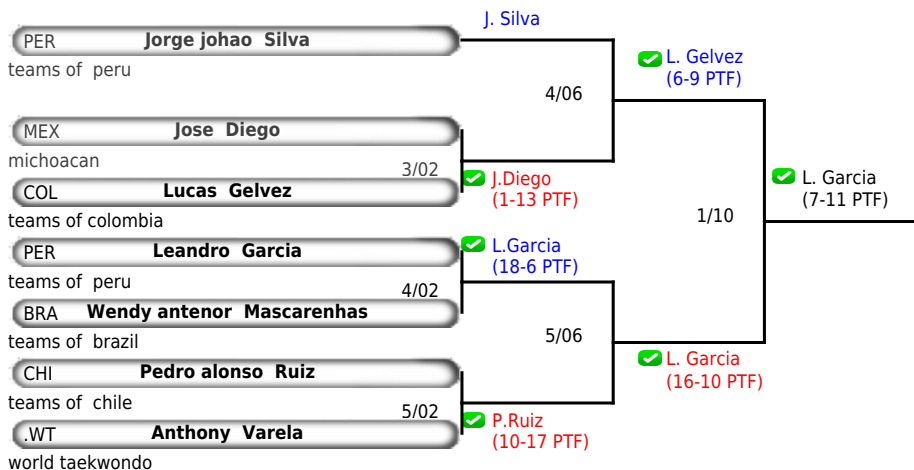 J. Silva
PER Jorge johao Silva
teams of peru
L. Gelvez
(6-9 PTF)
4/06
MEX Jose Diego
michoacan
3/02
COL Lucas Gelvez
J.Diego
(1-13 PTF)
L. Garcia
(7-11 PTF)
teams of colombia
1/10
PER Leandro Garcia
L.Garcia
(18-6 PTF)
teams of peru
4/02
BRA Wendy antenor Mascarenhas
teams of brazil
5/06
CHI Pedro alonso Ruiz
L. Garcia
(16-10 PTF)
teams of chile
5/02
.WT Anthony Varela
P.Ruiz
(10-17 PTF)
world taekwondo